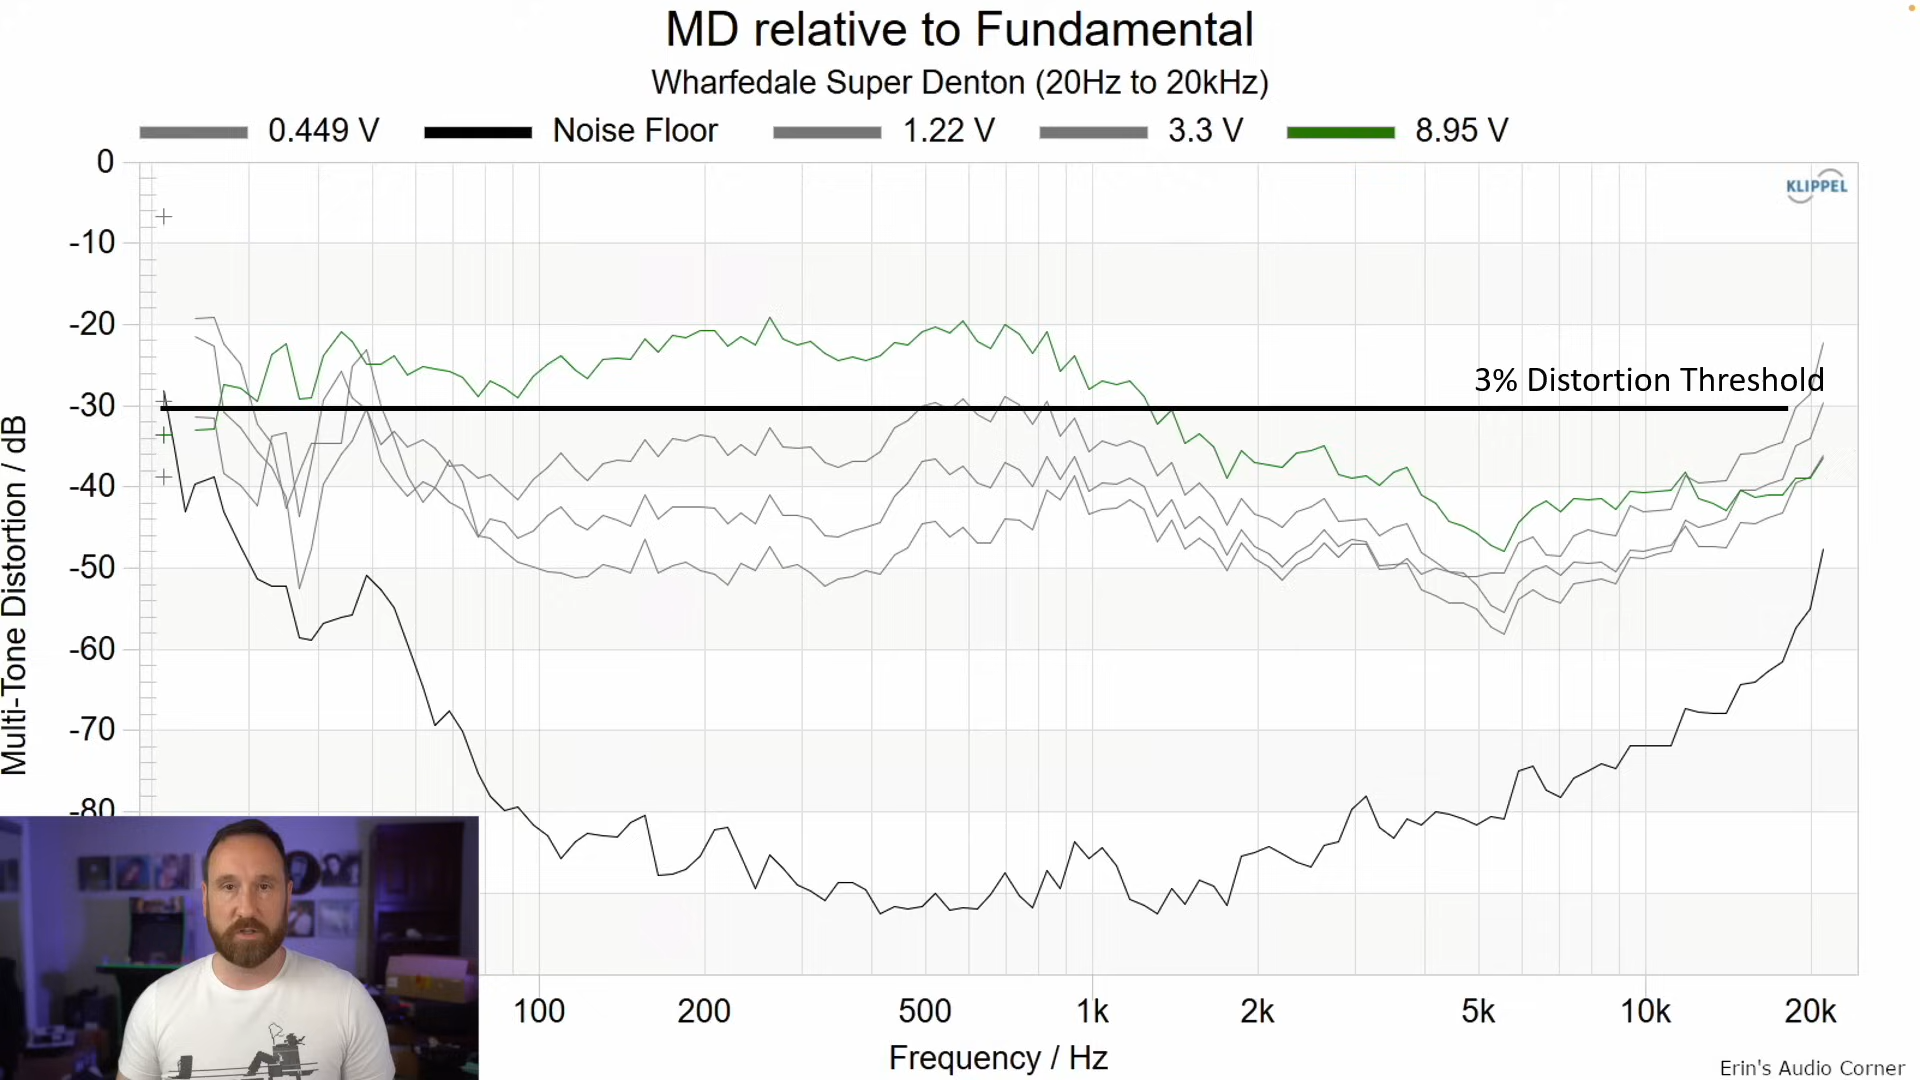 MD relative to Fundamental
Wharfedale Super Denton (20Hz to 20kHz)
0.449 V Noise Floor 1.22 V 3.3 V 8.95 V
KLIPPEL
0
-10
-20
-30
-40
-50
-60
-70
-80
Multi-Tone Distortion / dB
3% Distortion Threshold
100 200 500 1k 2k 5k 10k 20k
Frequency / Hz
Erin's Audio Corner